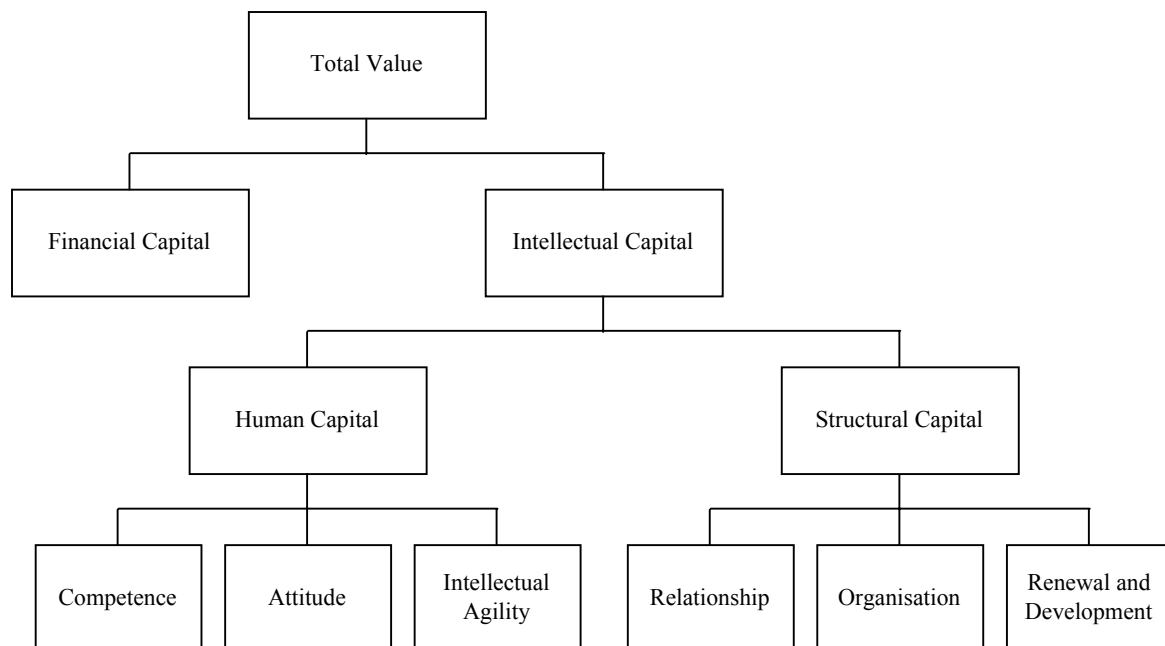 Total Value
Financial Capital
Intellectual Capital
Human Capital
Structural Capital
Competence
Attitude
Intellectual
Agility
Relationship
Organisation
Renewal and
Development